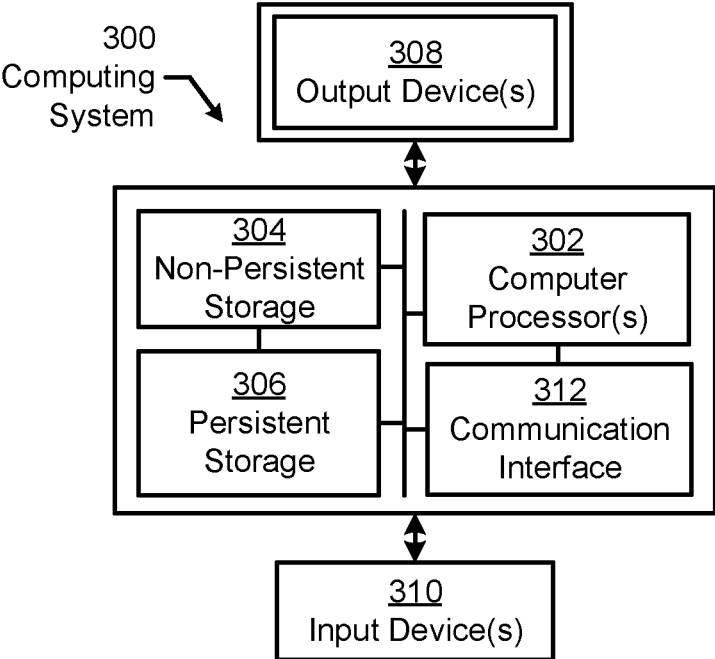 300
Computing
System
308
Output Device(s)
304
Non-Persistent
Storage
302
Computer
Processor(s)
306
Persistent
Storage
312
Communication
Interface
310
Input Device(s)